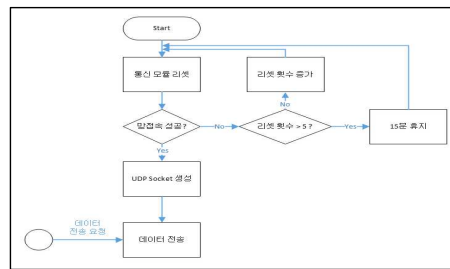 Start
통신 모듈 리셋
리셋 횟수 증가
No
망접속 성공?
No
리셋 횟수 > 5 ?
Yes
15분 휴지
Yes
UDP Socket 생성
데이터
전송 요청
데이터 전송